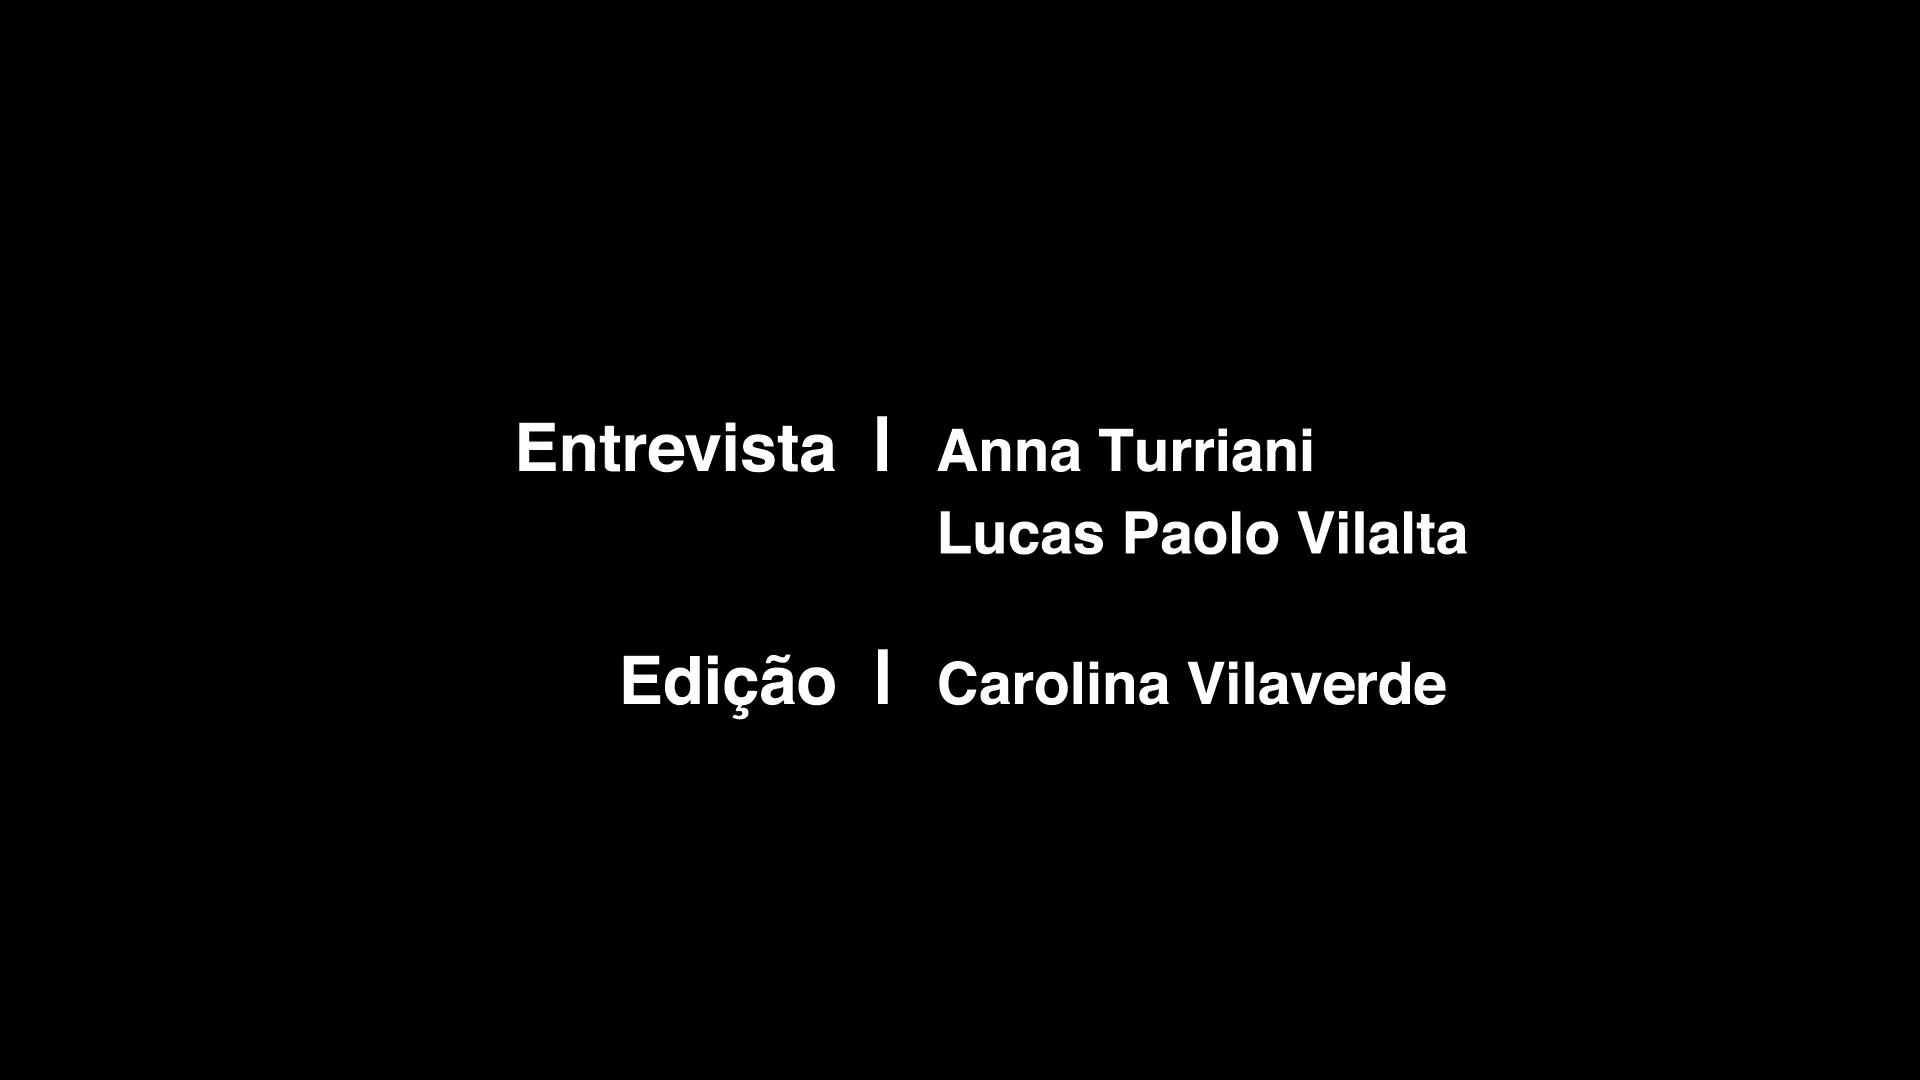 Entrevista | Anna Turriani
Lucas Paolo Vilalta
Edição | Carolina Vilaverde